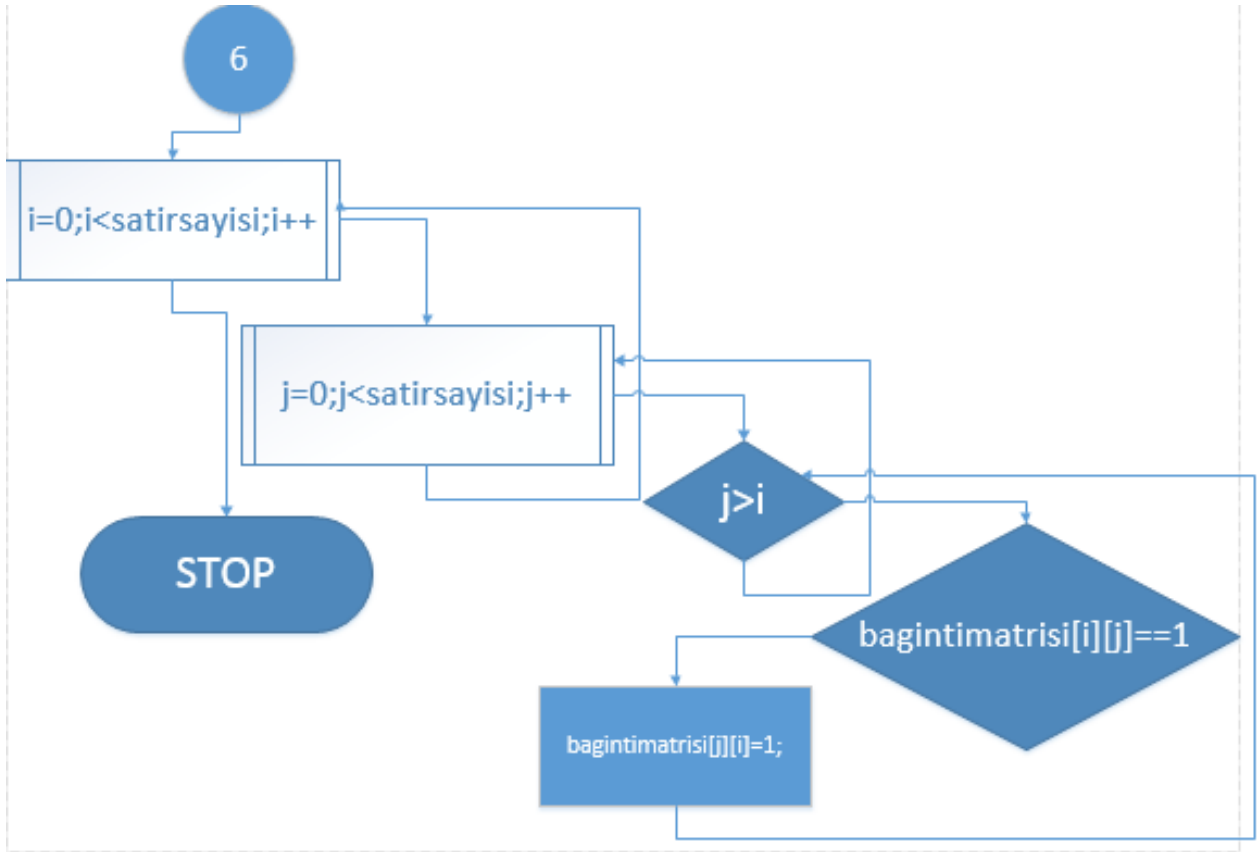 6
i=0;i<satirsayisi;i++
j=0;j<satirsayisi;j++
j>i
STOP
bagintimatrisi[i][j]==1
bagintimatrisi[j][i]=1;